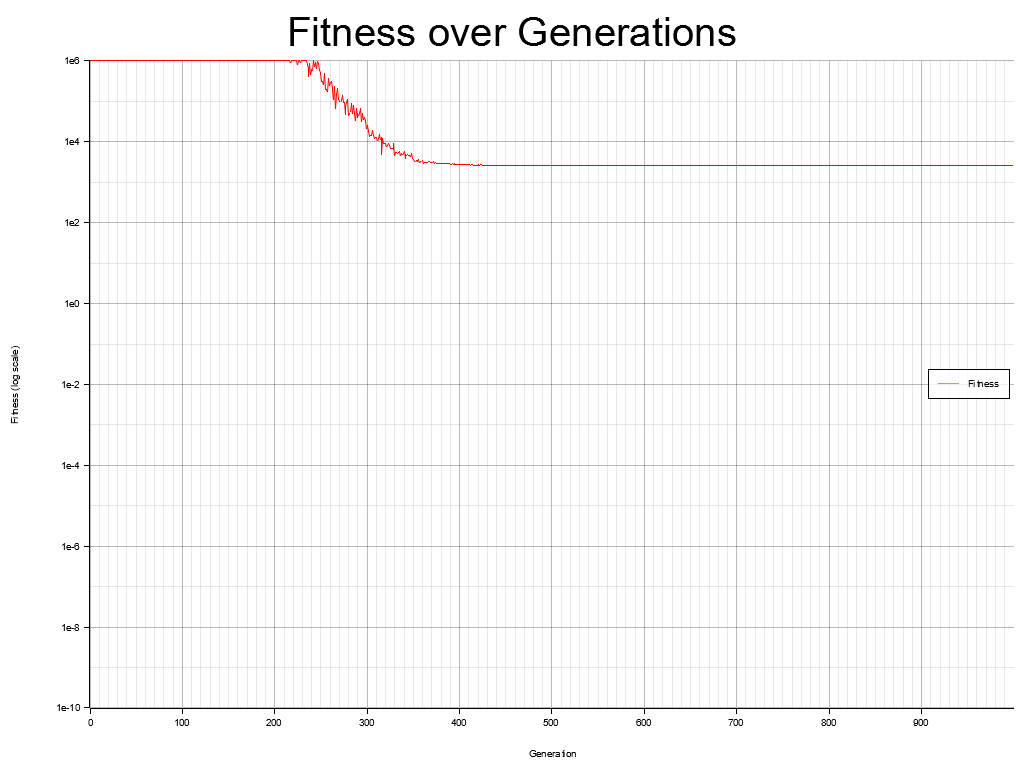 Fitness over Generations
1e6
1e4
1e2
1e0
1e-2
1e-4
1e-6
1e-8
1e-10
Fitness (log scale)
Fitness
0 100 200 300 400 500 600 700 800 900
Generation